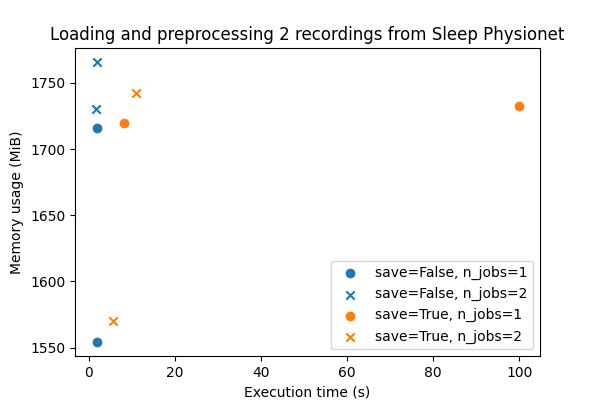 Loading and preprocessing 2 recordings from Sleep Physionet
Memory usage (MiB)
1750
1700
1650
1600
1550
save=False, n_jobs=1
save=False, n_jobs=2
save=True, n_jobs=1
save=True, n_jobs=2
0 20 40 60 80 100
Execution time (s)